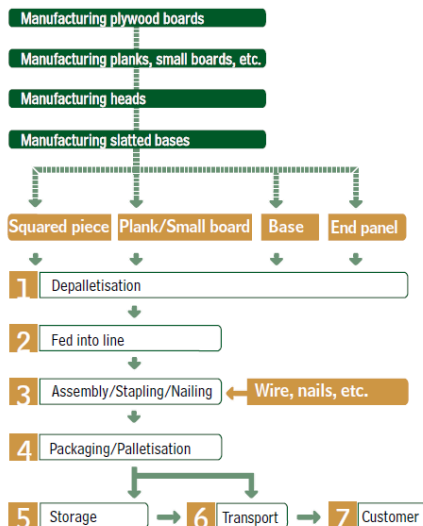 Manufacturing plywood boards
Manufacturing planks, small boards, etc.
Manufacturing heads
Manufacturing slatted bases
Squared piece
Plank/Small board
Base
End panel
1 Depalletisation
2 Fed into line
3 Assembly/Stapling/Nailing
Wire, nails, etc.
4 Packaging/Palletisation
5 Storage
6 Transport
7 Customer